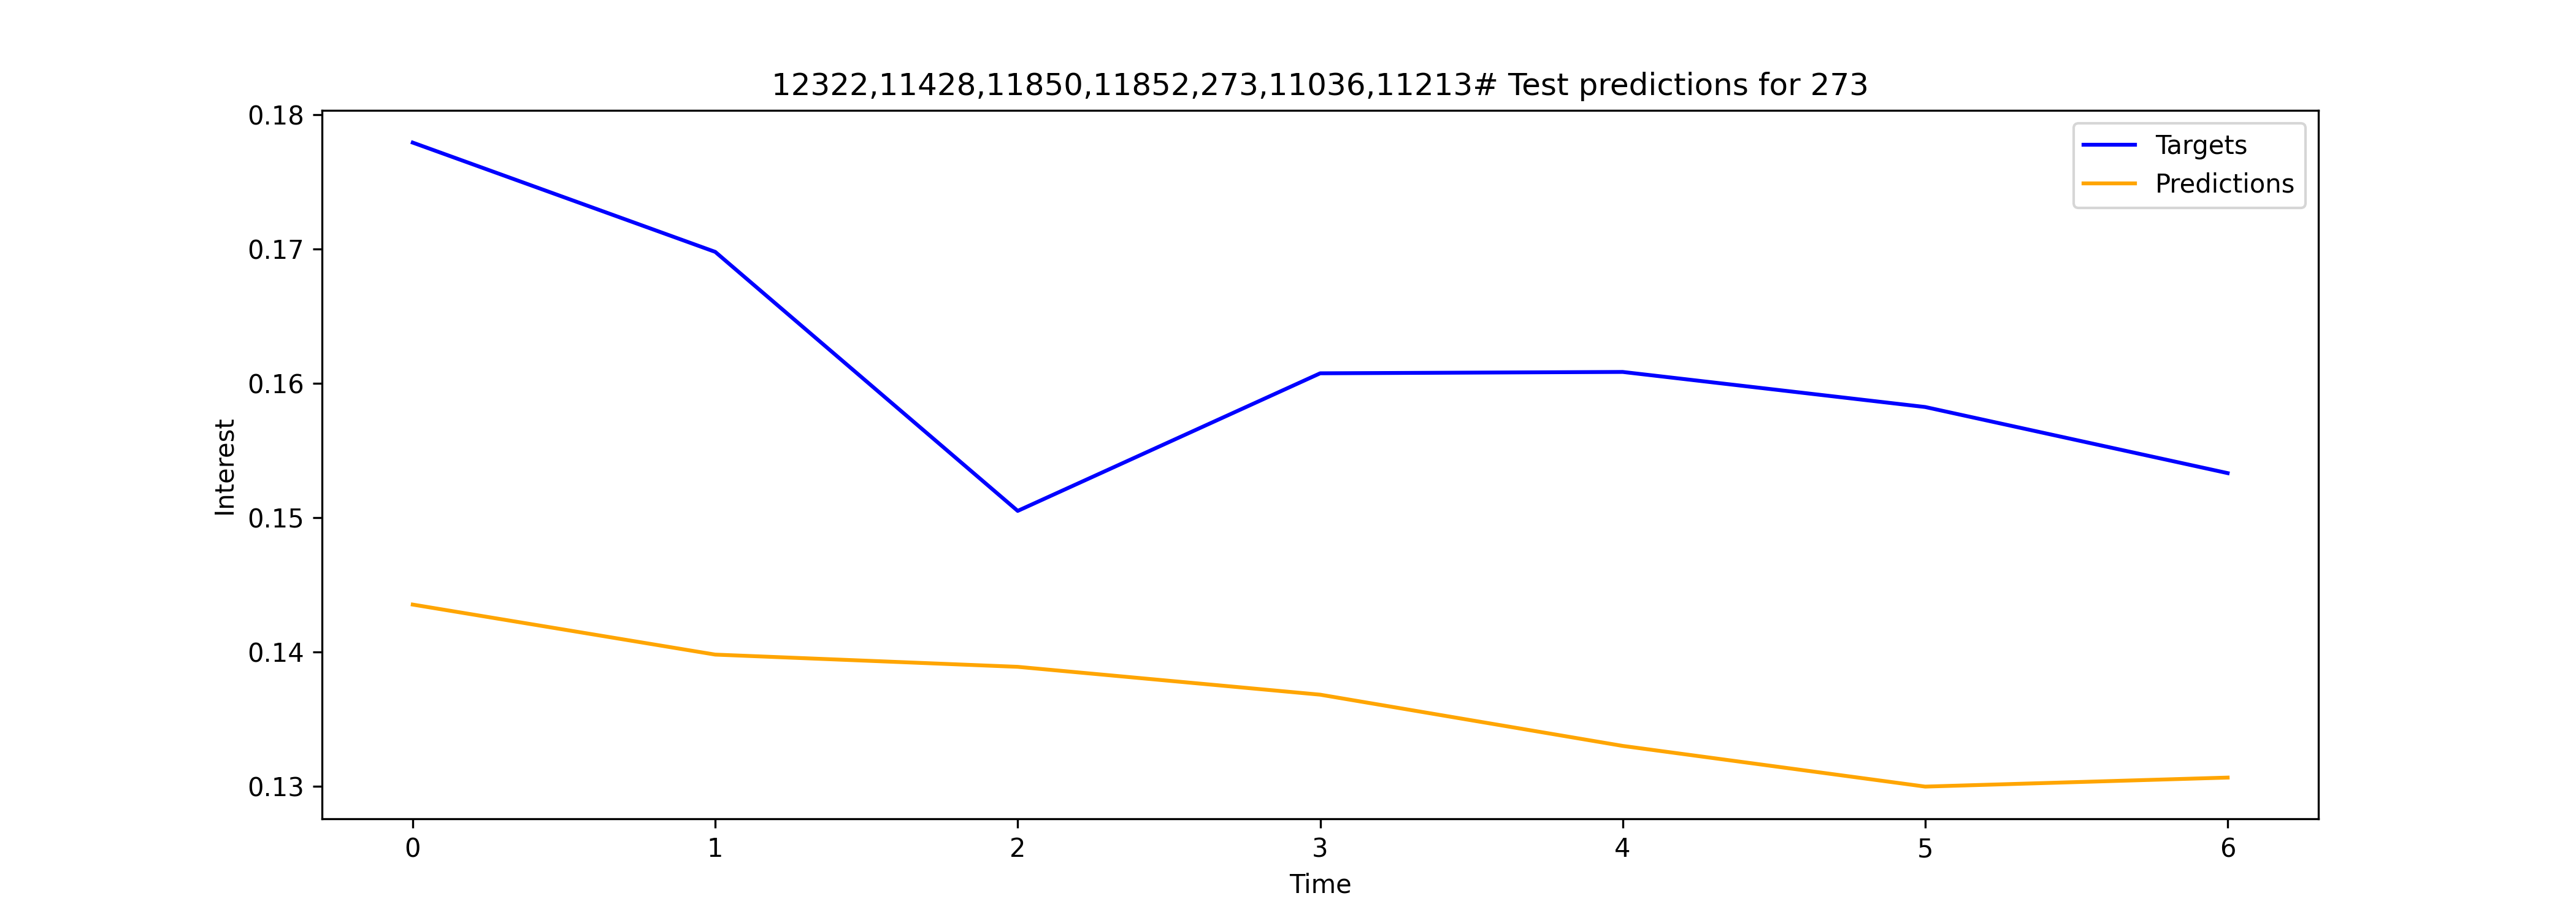 12322,11428,11850,11852,273,11036,11213# Test predictions for 273
Targets
Predictions
0.18
0.17
0.16
0.15
0.14
0.13
Interest
0
1
2
3
4
5
6
Time